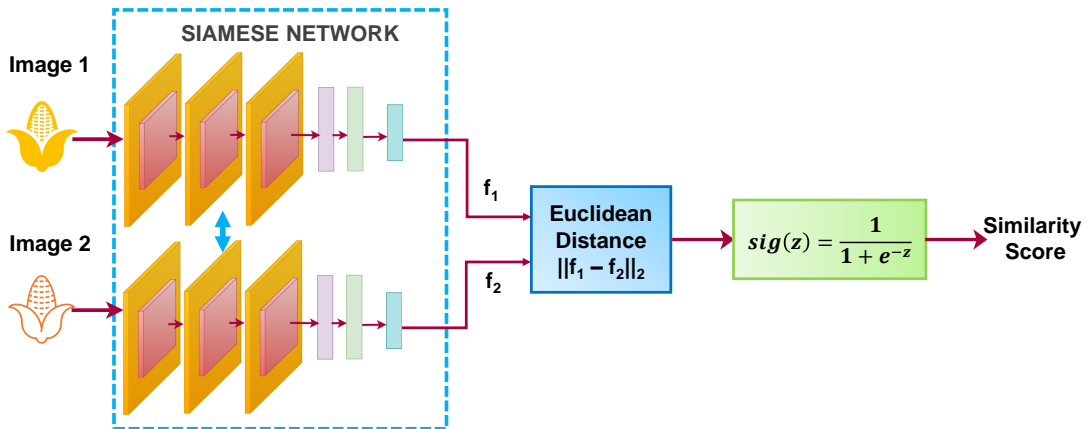 SIAMESE NETWORK
Image 1
Image 2
f₁
f₂
Euclidean
Distance
||f₁ – f₂||₂
sig(z) = 1 / (1 + e⁻ᶻ)
Similarity
Score